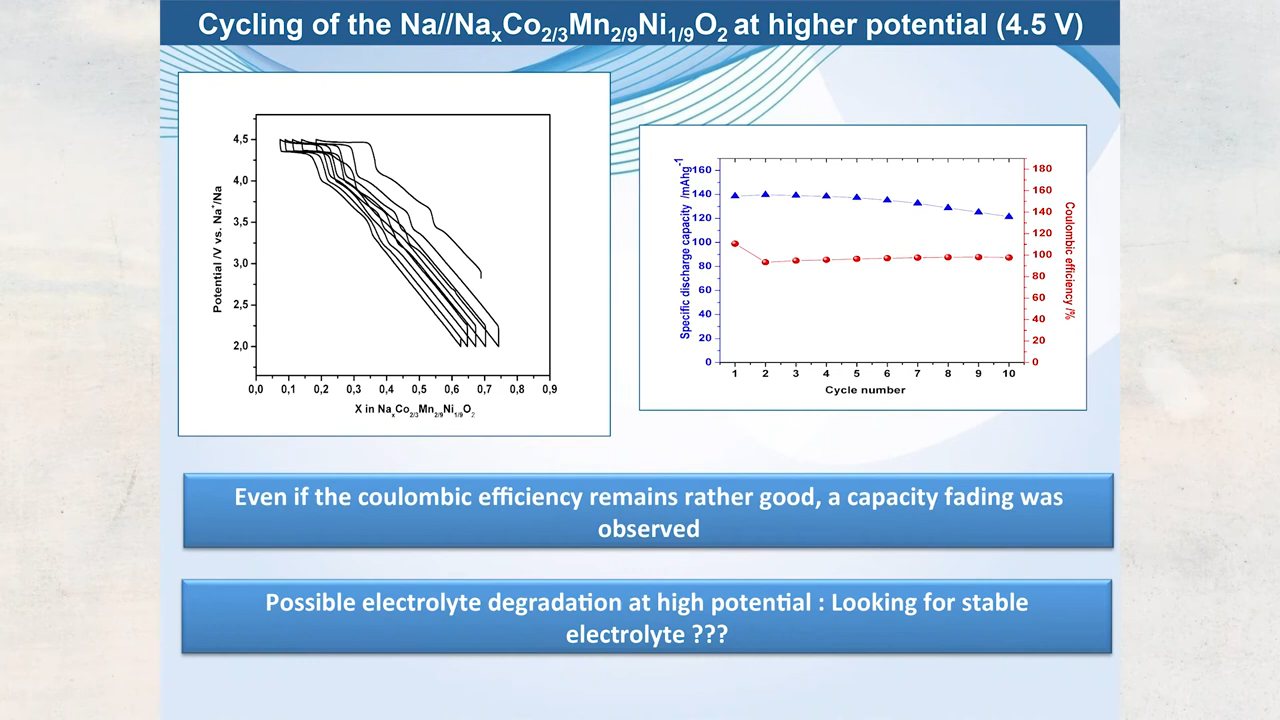 Cycling of the Na//NaxCo2/3Mn2/9Ni1/9O2 at higher potential (4.5 V)
4,5
4,0
3,5
3,0
2,5
2,0
Potential /V vs. Na+/Na
0,0 0,1 0,2 0,3 0,4 0,5 0,6 0,7 0,8 0,9
X in NaxCo2/3Mn2/9Ni1/9O2
Specific discharge capacity /mAhg-1
160
140
120
100
80
60
40
20
0
180
160
140
120
100
80
60
40
20
0
Coulombic efficiency /%
1 2 3 4 5 6 7 8 9 10
Cycle number
Even if the coulombic efficiency remains rather good, a capacity fading was
observed
Possible electrolyte degradation at high potential : Looking for stable
electrolyte ???